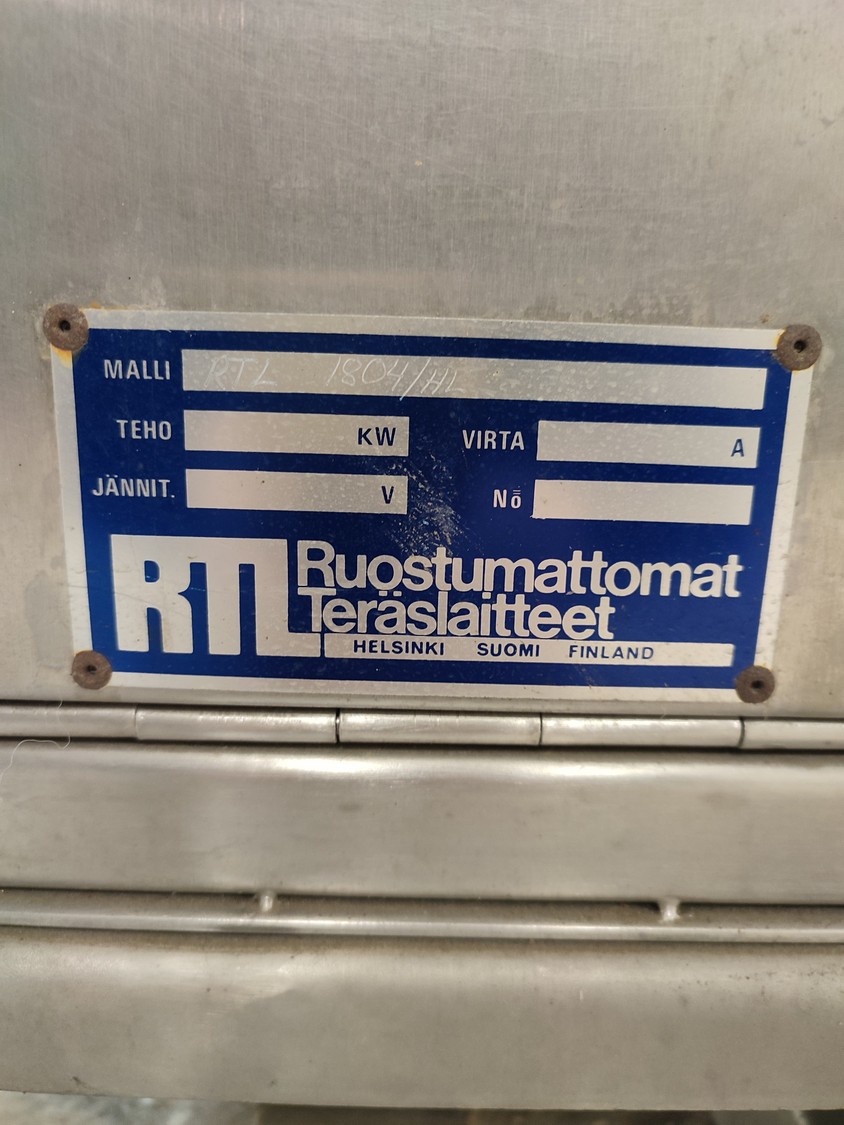 MALLI RTL 1804/HL
TEHO KW VIRTA A
JÄNNIT. V No
RTL Ruostumattomat
Teräslaitteet
HELSINKI SUOMI FINLAND